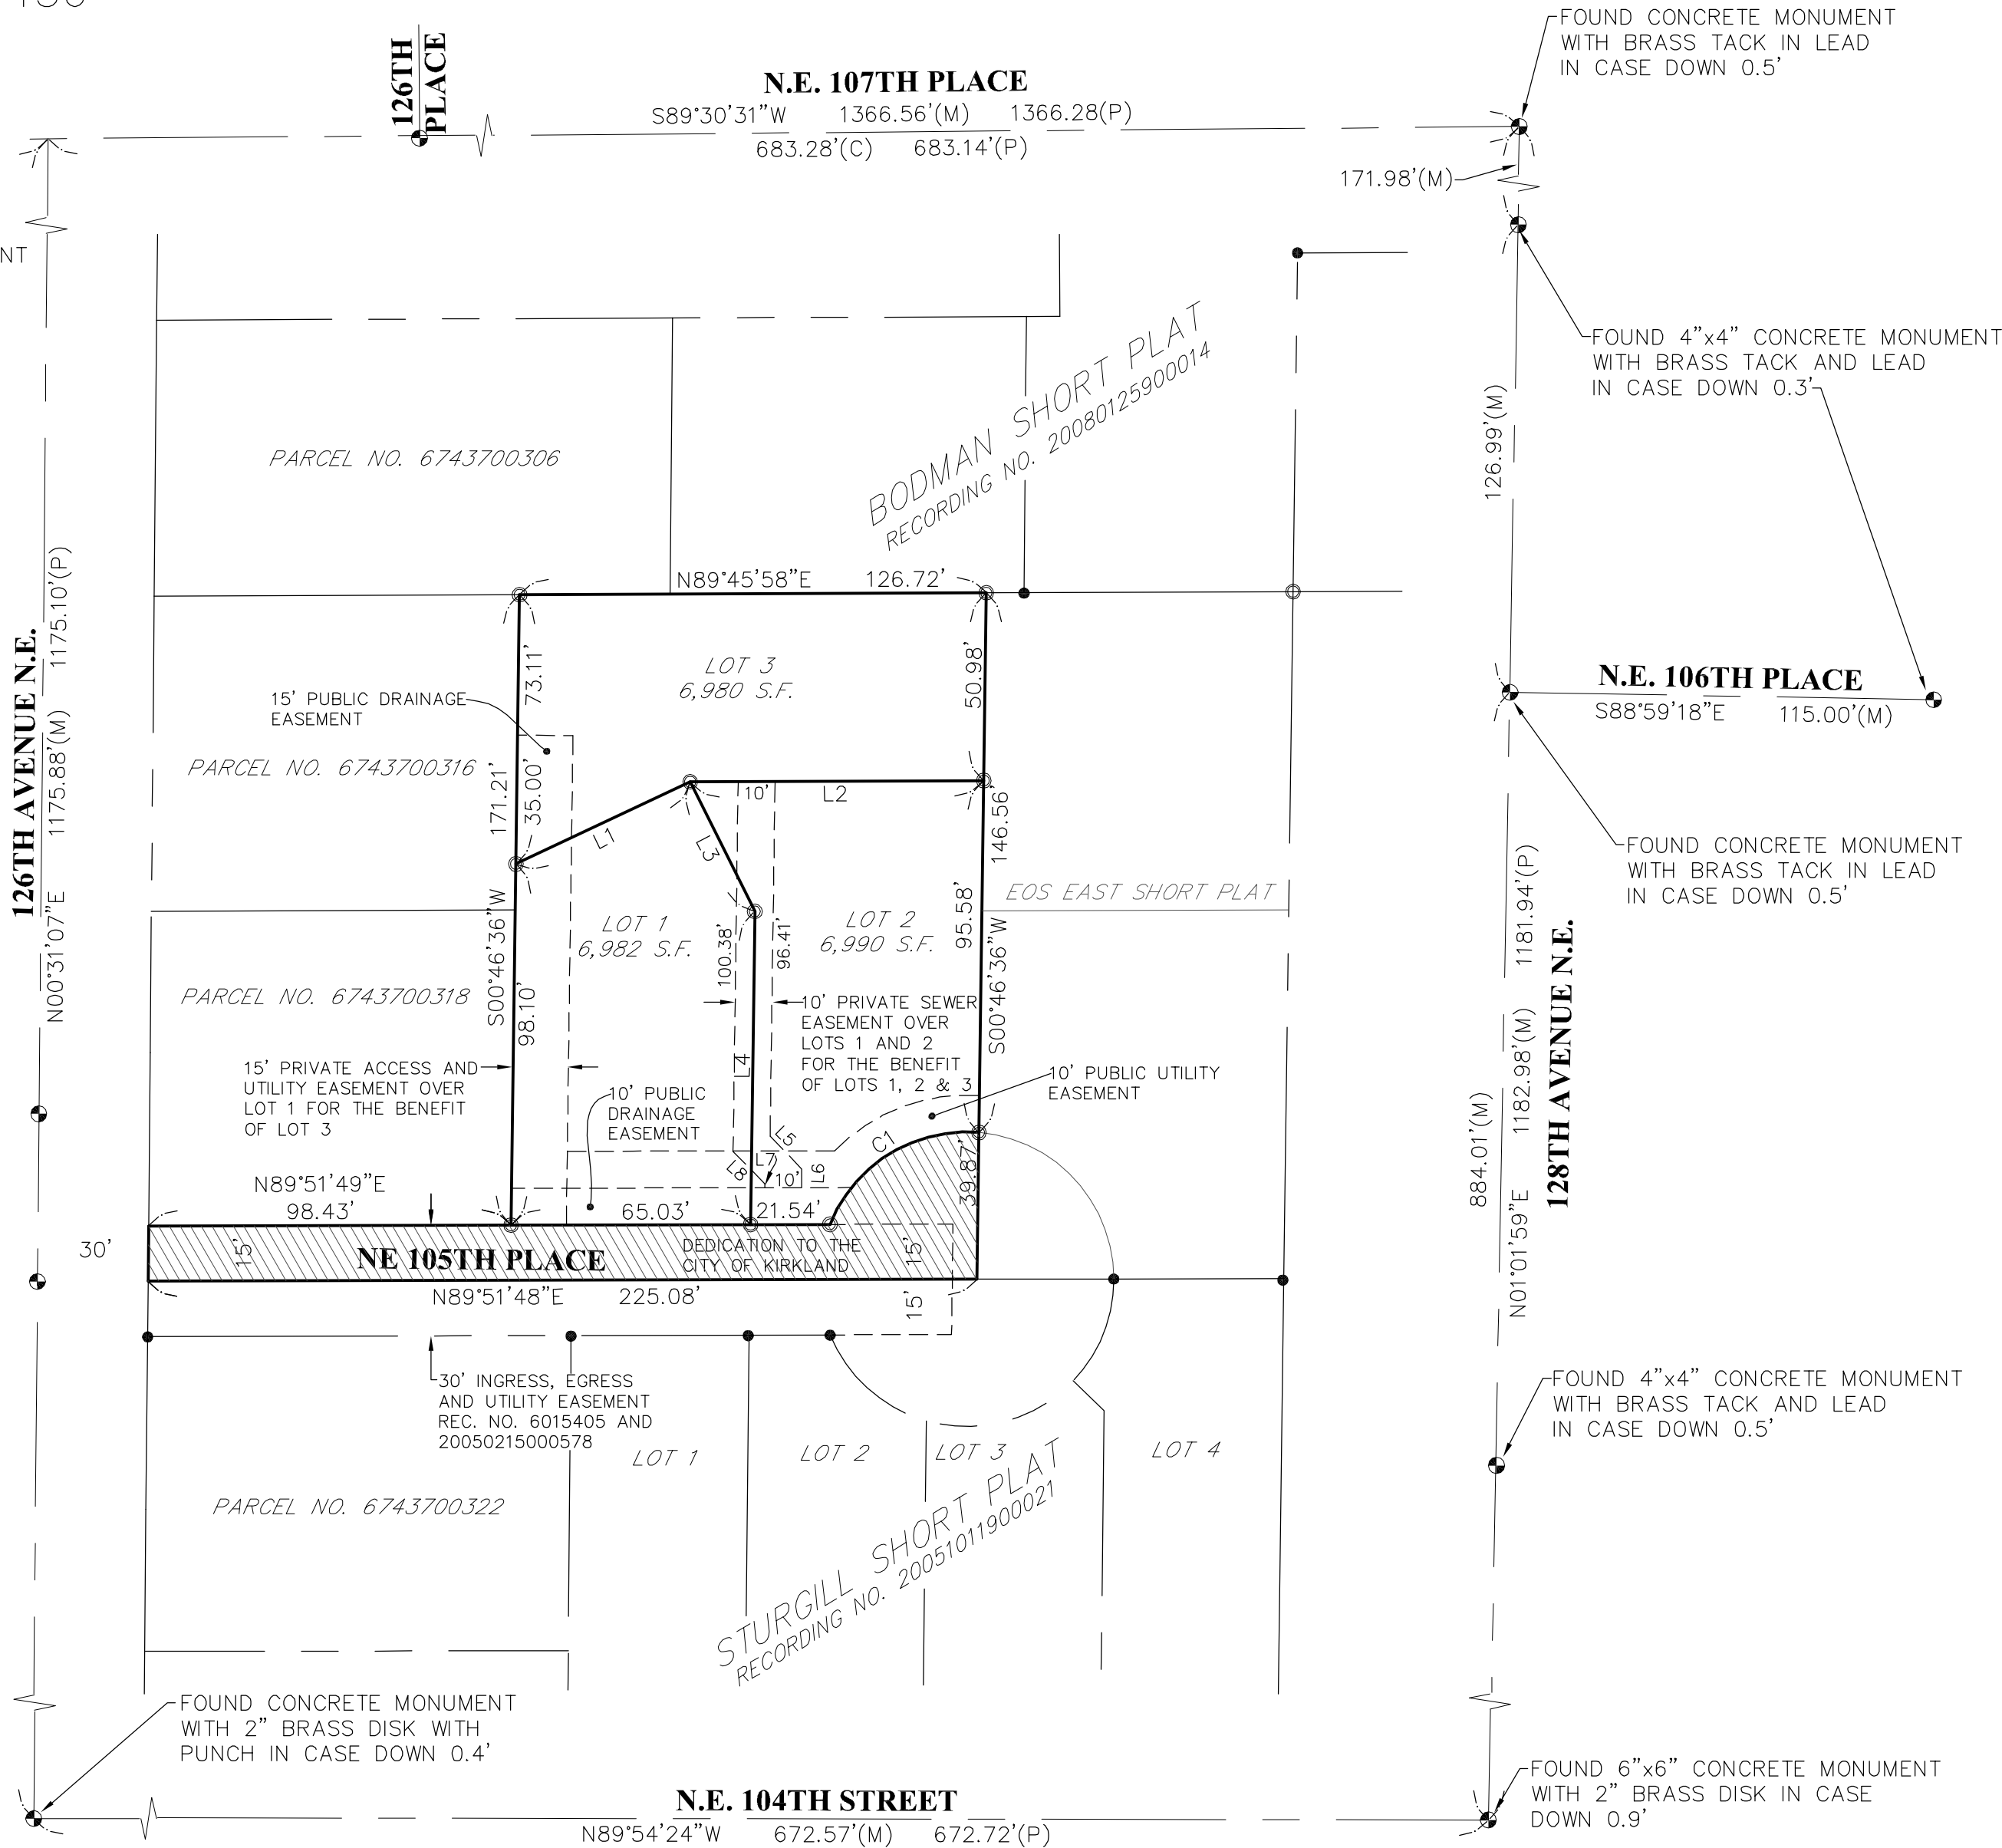 126TH
PLACE
N.E. 107TH PLACE
S89°30'31"W 1366.56'(M) 1366.28(P)
683.28'(C) 683.14'(P)
FOUND CONCRETE MONUMENT
WITH BRASS TACK IN LEAD
IN CASE DOWN 0.5'
171.98'(M)
NT
FOUND 4"x4" CONCRETE MONUMENT
WITH BRASS TACK AND LEAD
IN CASE DOWN 0.3'
126.99'(M)
BODMAN SHORT PLAT
RECORDING NO. 20080125900014
PARCEL NO. 6743700306
N89°45'58"E 126.72'
126TH AVENUE N.E.
N00°31'07"E 1175.88'(M) 1175.10'(P)
73.11'
LOT 3
6,980 S.F.
50.98'
15' PUBLIC DRAINAGE
EASEMENT
N.E. 106TH PLACE
S88°59'18"E 115.00'(M)
PARCEL NO. 6743700316
171.21'
35.00'
10'
L2
L1
L3
146.56'
FOUND CONCRETE MONUMENT
WITH BRASS TACK IN LEAD
IN CASE DOWN 0.5'
EOS EAST SHORT PLAT
LOT 1
6,982 S.F.
100.38'
96.41'
LOT 2
6,990 S.F.
95.58'
S00°46'36"W
PARCEL NO. 6743700318
S00°46'36"W
98.10'
10' PRIVATE SEWER
EASEMENT OVER
LOTS 1 AND 2
FOR THE BENEFIT
OF LOTS 1, 2 & 3
15' PRIVATE ACCESS AND
UTILITY EASEMENT OVER
LOT 1 FOR THE BENEFIT
OF LOT 3
L4
10' PUBLIC
DRAINAGE
EASEMENT
10' PUBLIC UTILITY
EASEMENT
L5
C1
L7
L8
10'
L6
39.87'
884.01'(M)
N01°01'59"E 1182.98'(M) 1181.94'(P)
128TH AVENUE N.E.
N89°51'49"E
98.43'
65.03'
21.54'
30'
15'
NE 105TH PLACE
DEDICATION TO THE
CITY OF KIRKLAND
15'
N89°51'48"E 225.08'
15'
30' INGRESS, EGRESS
AND UTILITY EASEMENT
REC. NO. 6015405 AND
20050215000578
FOUND 4"x4" CONCRETE MONUMENT
WITH BRASS TACK AND LEAD
IN CASE DOWN 0.5'
LOT 1
LOT 2
LOT 3
LOT 4
PARCEL NO. 6743700322
STURGILL SHORT PLAT
RECORDING NO. 20051011900021
FOUND CONCRETE MONUMENT
WITH 2" BRASS DISK WITH
PUNCH IN CASE DOWN 0.4'
FOUND 6"x6" CONCRETE MONUMENT
WITH 2" BRASS DISK IN CASE
DOWN 0.9'
N.E. 104TH STREET
N89°54'24"W 672.57'(M) 672.72'(P)